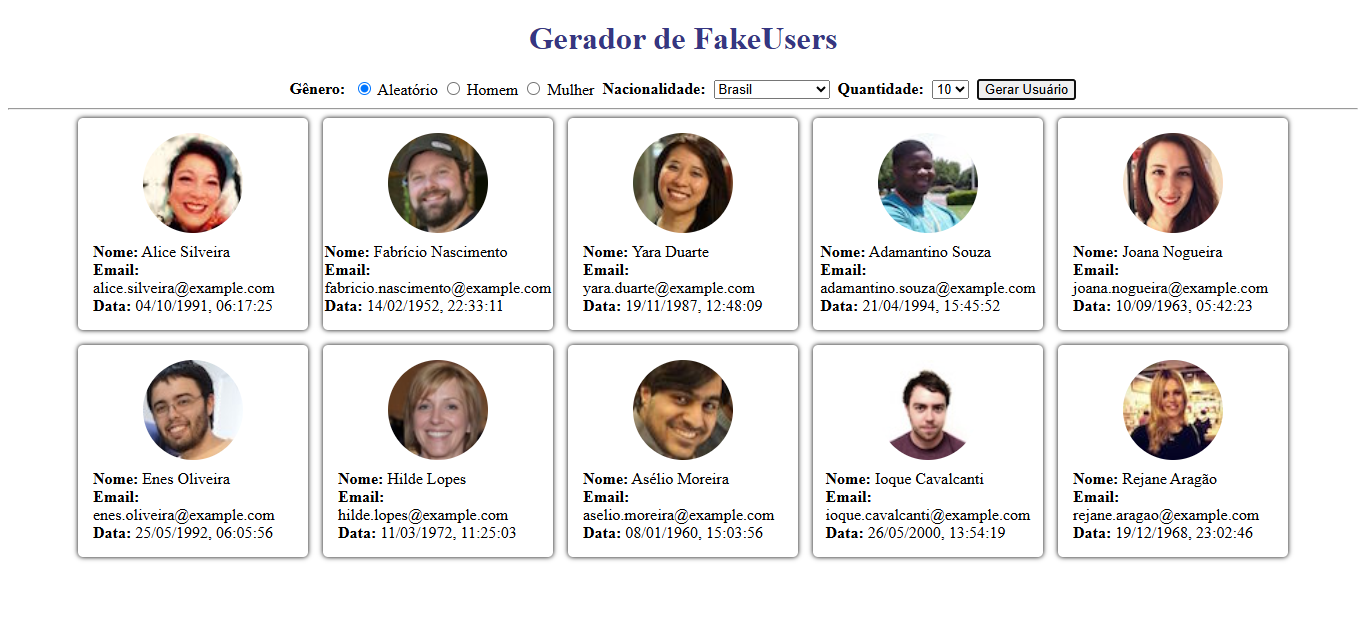 Gerador de FakeUsers
Gênero: Aleatório Homem Mulher Nacionalidade: Brasil Quantidade: 10 Gerar Usuário
Nome: Alice Silveira
Email:
alice.silveira@example.com
Data: 04/10/1991, 06:17:25
Nome: Fabrício Nascimento
Email:
fabricio.nascimento@example.com
Data: 14/02/1952, 22:33:11
Nome: Yara Duarte
Email:
yara.duarte@example.com
Data: 19/11/1987, 12:48:09
Nome: Adamantino Souza
Email:
adamantino.souza@example.com
Data: 21/04/1994, 15:45:52
Nome: Joana Nogueira
Email:
joana.nogueira@example.com
Data: 10/09/1963, 05:42:23
Nome: Enes Oliveira
Email:
enes.oliveira@example.com
Data: 25/05/1992, 06:05:56
Nome: Hilde Lopes
Email:
hilde.lopes@example.com
Data: 11/03/1972, 11:25:03
Nome: Asélio Moreira
Email:
aselio.moreira@example.com
Data: 08/01/1960, 15:03:56
Nome: Ioque Cavalcanti
Email:
ioque.cavalcanti@example.com
Data: 26/05/2000, 13:54:19
Nome: Rejane Aragão
Email:
rejane.aragao@example.com
Data: 19/12/1968, 23:02:46